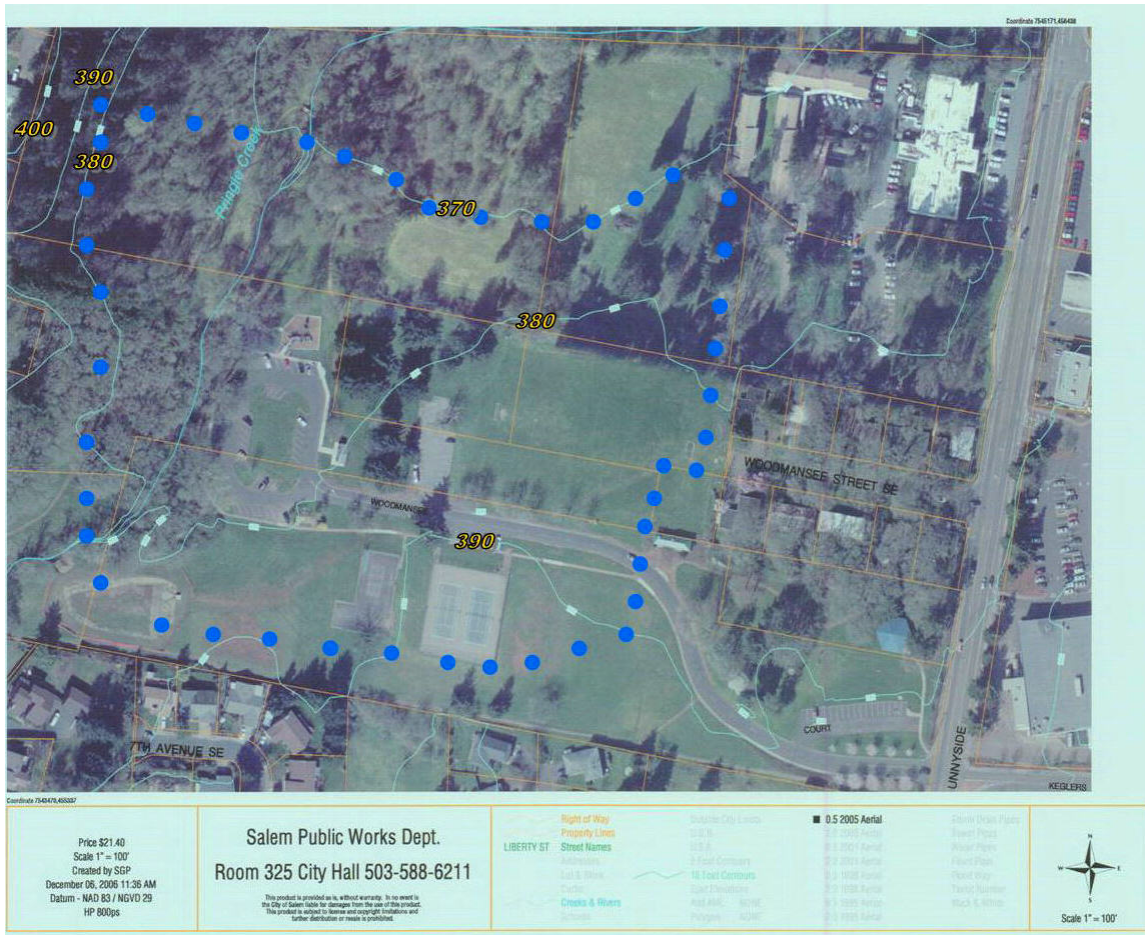 Coordinate 7545171,456438
390
400
380
Pringle Creek
370
380
WOODMANSEE STREET SE
WOODMANSEE
390
7TH AVENUE SE
COURT
UNNYSIDE
KEGLERS
Price $21.40
Scale 1" = 100'
Created by SGP
December 06, 2006 11:36 AM
Datum - NAD 83 / NGVD 29
HP 800ps
Salem Public Works Dept.
Room 325 City Hall 503-588-6211
This product is provided as is, without warranty. In no event is
the City of Salem liable for damages from the use of this product.
This product is subject to license and copyright limitations and
further distribution or resale is prohibited.
Right of Way
Property Lines
LIBERTY ST Street Names
Addresses
Creeks & Rivers
Schools
Outside City Limits
10 Foot Contours
0.5 2005 Aerial
N
W E
S
Scale 1" = 100'